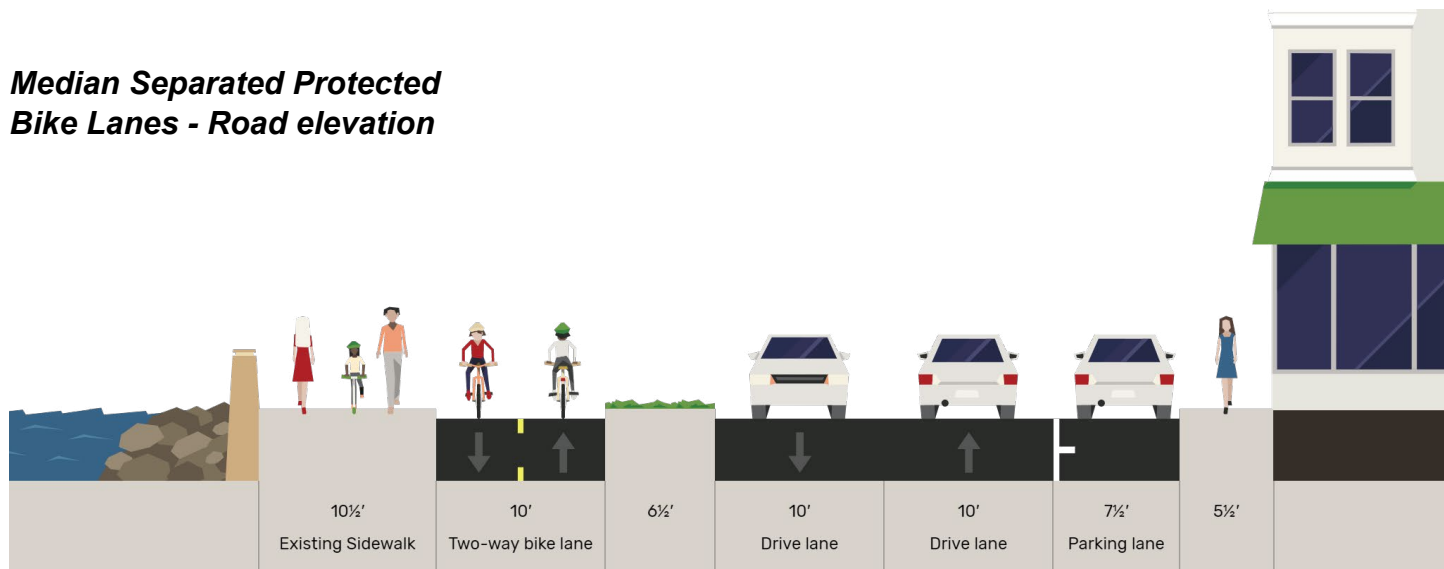 Median Separated Protected
Bike Lanes - Road elevation
10½’
Existing Sidewalk
10’
Two-way bike lane
6½’
10’
Drive lane
10’
Drive lane
7½’
Parking lane
5½’